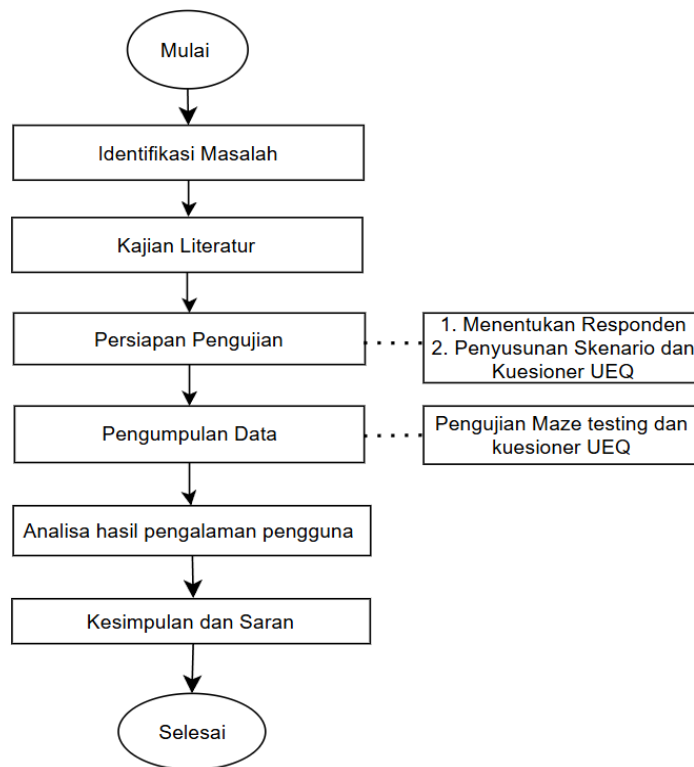 Mulai
Identifikasi Masalah
Kajian Literatur
Persiapan Pengujian
1. Menentukan Responden
2. Penyusunan Skenario dan
Kuesioner UEQ
Pengumpulan Data
Pengujian Maze testing dan
kuesioner UEQ
Analisa hasil pengalaman pengguna
Kesimpulan dan Saran
Selesai